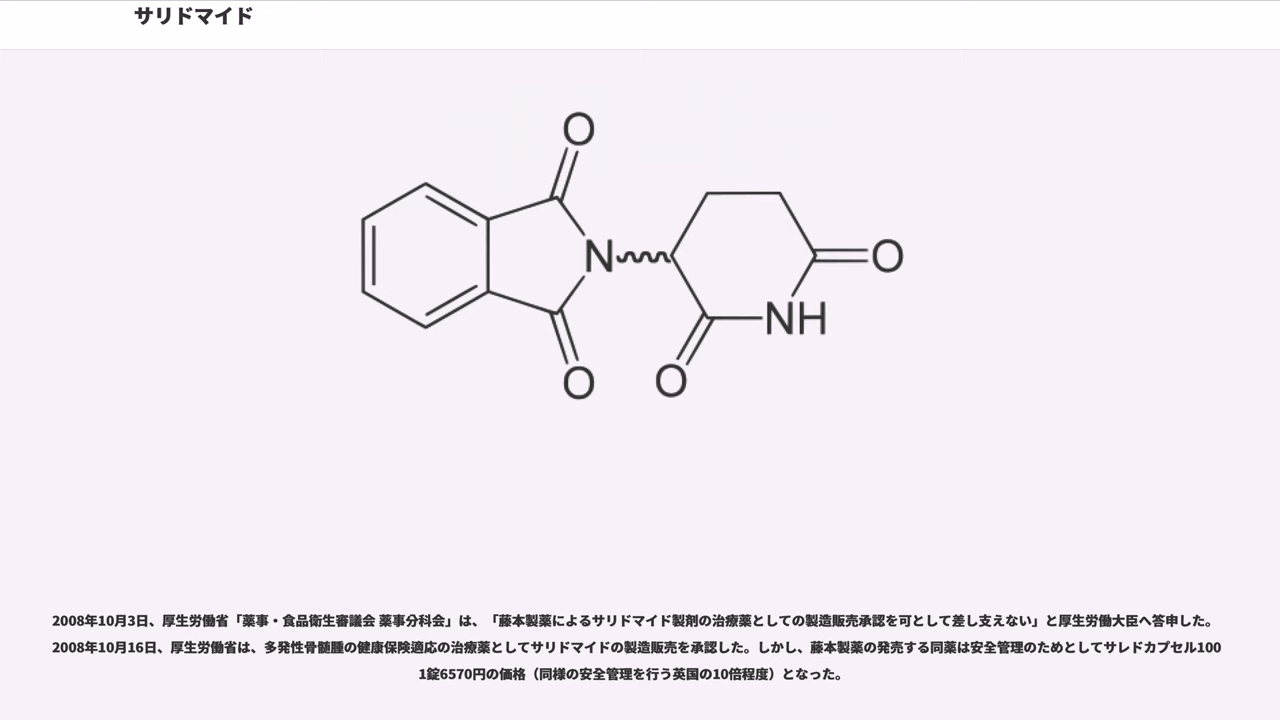 サリドマイド
O
N
O
O
NH
O
2008年10月3日、厚生労働省「薬事・食品衛生審議会 薬事分科会」は、「藤本製薬によるサリドマイド製剤の治療薬としての製造販売承認を可として差し支えない」と厚生労働大臣へ答申した。
2008年10月16日、厚生労働省は、多発性骨髄腫の健康保険適応の治療薬としてサリドマイドの製造販売を承認した。しかし、藤本製薬の発売する同薬は安全管理のためとしてサレドカプセル100
1錠6570円の価格（同様の安全管理を行う英国の10倍程度）となった。